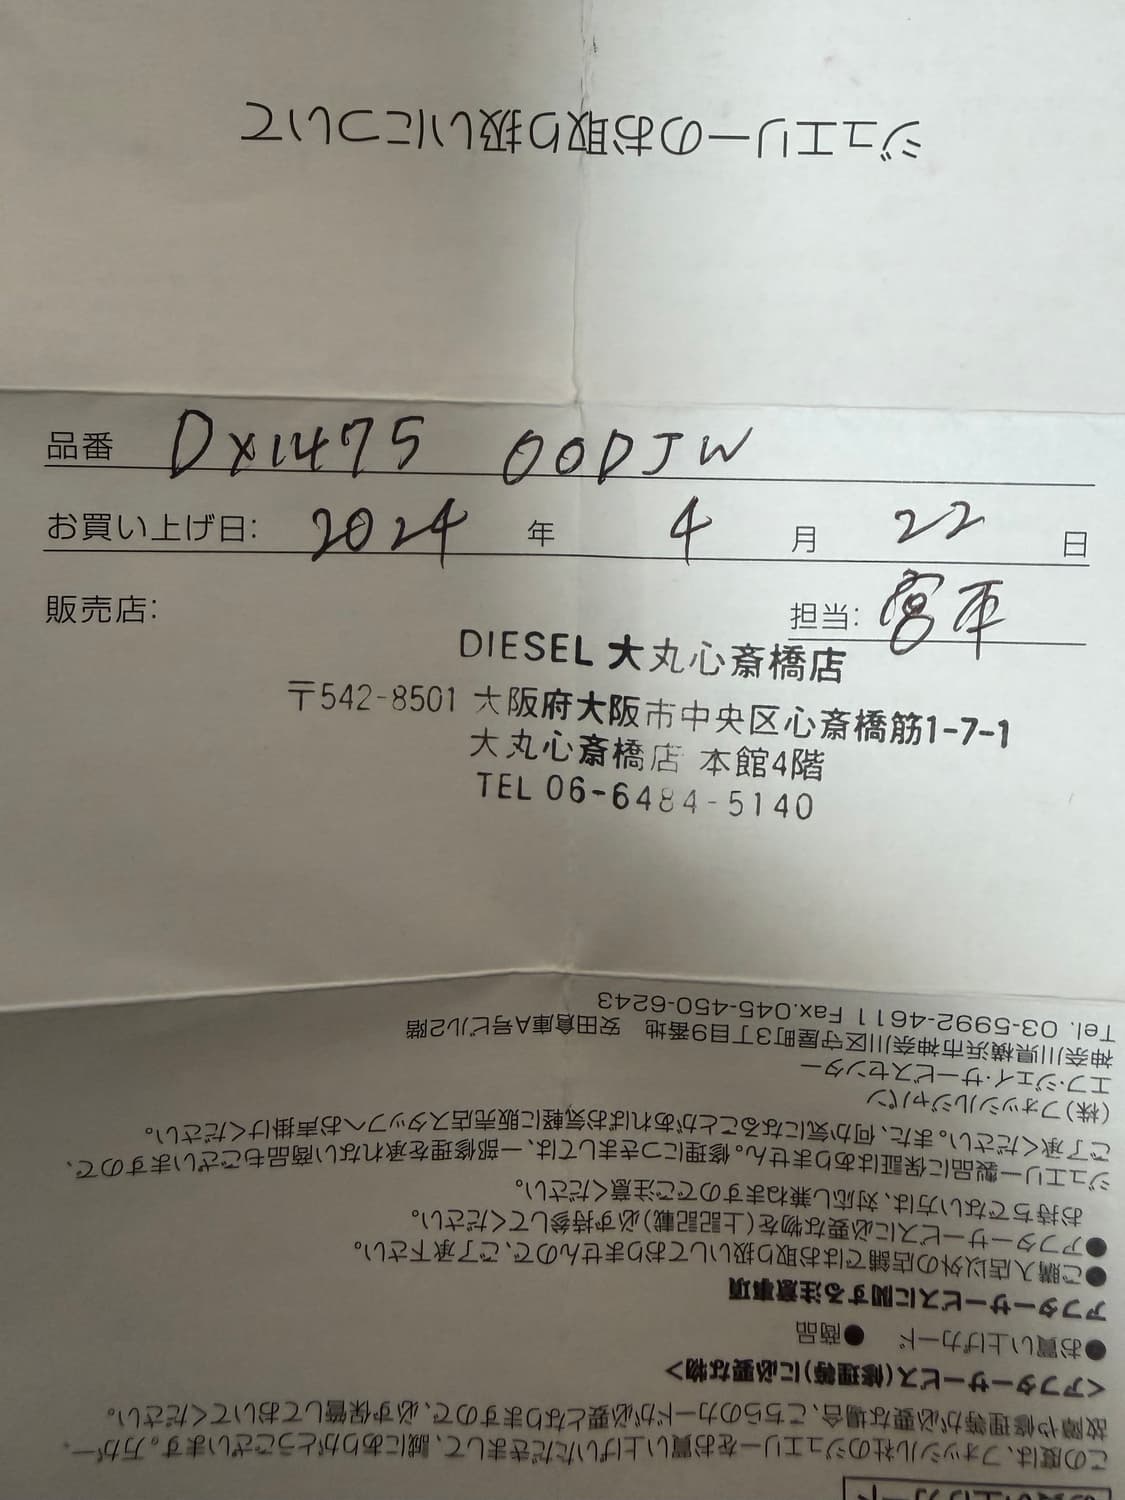 ジュエリーのお取り扱いについて
品番 DX1475 00DJW
お買い上げ日: 2024 年 4 月 22 日
販売店: 担当: 宮平
DIESEL 大丸心斎橋店
〒542-8501 大阪府大阪市中央区心斎橋筋1-7-1
大丸心斎橋店 本館4階
TEL 06-6484-5140
お買い上げカード
この度は、フォッシル社のジュエリーをお買い上げいただきまして、誠にありがとうございます。万が一、
故障や修理等が必要な場合、こちらのカードが必要となりますので、必ず保管しておいてください。
<アフターサービス(修理等)に必要な物>
●お買い上げカード ●商品
アフターサービスに関する注意事項
●ご購入店以外の店舗ではお取り扱いしておりませんので、ご了承下さい。
●アフターサービスに必要な物を(上記記載)必ず持参してください。
お持ちでない方は、対応し兼ねますのでご注意ください。
ジュエリー製品に保証はありません。修理につきましては、一部修理を承れない商品もございますので、
ご了承ください。また、何か気になることがあればお気軽に販売店スタッフへお声掛けください。
(株)フォッシルジャパン
エフ・ジェイ・サービスセンター
神奈川県横浜市神奈川区守屋町3丁目9番地 安田倉庫A号ビル2階
Tel. 03-5992-4611 Fax.045-450-6243